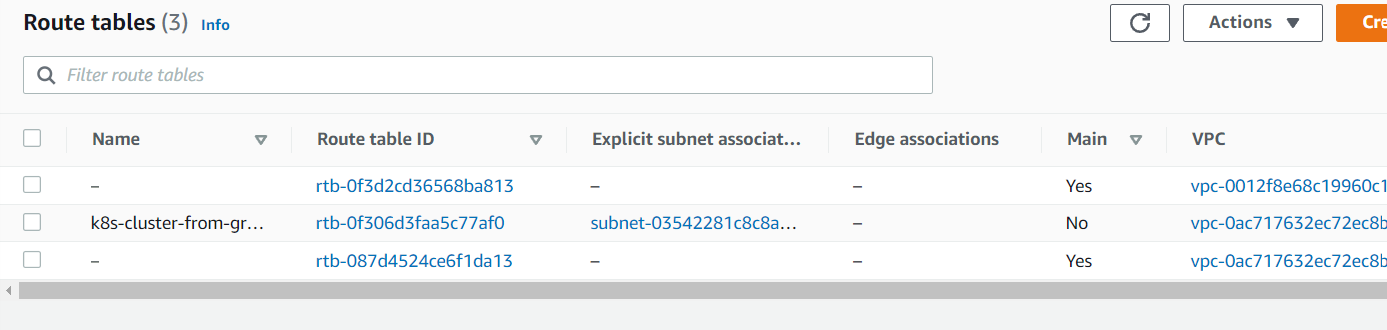 Route tables (3) Info Actions Cre
Filter route tables
Name Route table ID Explicit subnet associat... Edge associations Main VPC
– rtb-0f3d2cd36568ba813 – – Yes vpc-0012f8e68c19960c1
k8s-cluster-from-gr... rtb-0f306d3faa5c77af0 subnet-03542281c8c8a... – No vpc-0ac717632ec72ec8b
– rtb-087d4524ce6f1da13 – – Yes vpc-0ac717632ec72ec8b